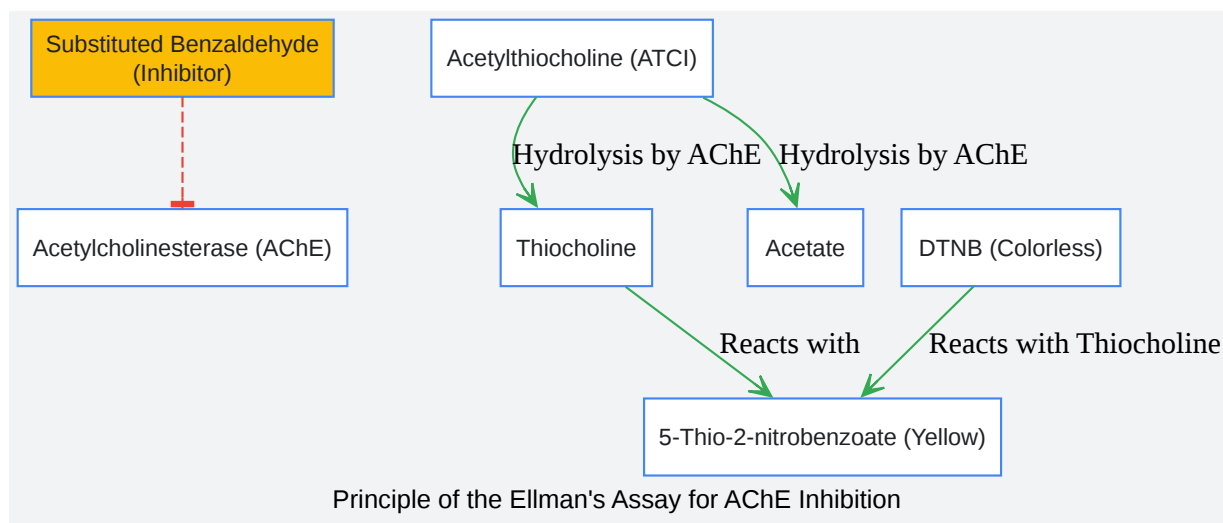 Substituted Benzaldehyde
(Inhibitor)
Acetylthiocholine (ATCI)
Hydrolysis by AChE
Hydrolysis by AChE
Acetylcholinesterase (AChE)
Thiocholine
Acetate
DTNB (Colorless)
Reacts with
Reacts with Thiocholine
5-Thio-2-nitrobenzoate (Yellow)
Principle of the Ellman's Assay for AChE Inhibition